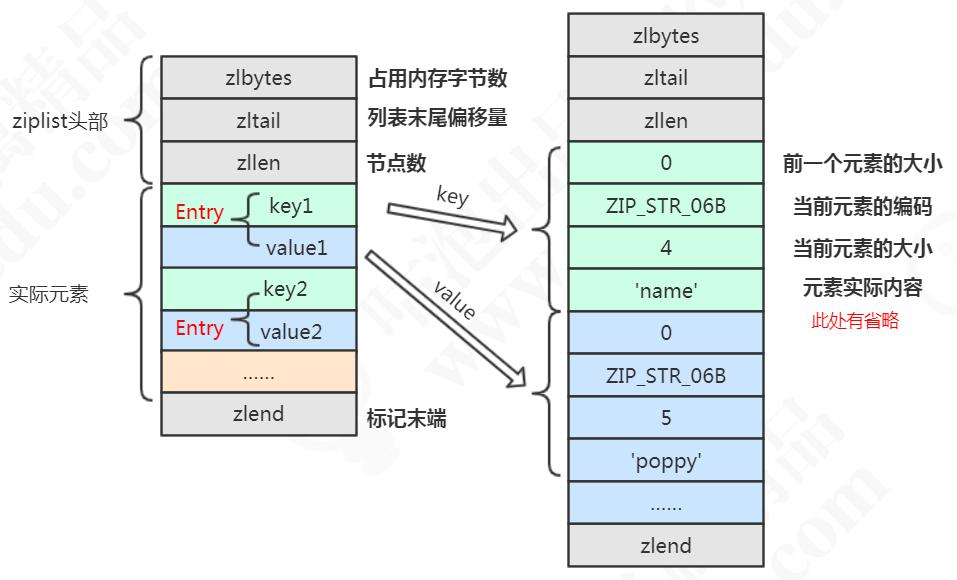 zlbytes
占用内存字节数
zltail
列表末尾偏移量
zllen
节点数
ziplist头部
Entry
key1
value1
key2
Entry
value2
......
实际元素
zlend
标记末端
key
value
zlbytes
zltail
zllen
0
前一个元素的大小
ZIP_STR_06B
当前元素的编码
4
当前元素的大小
'name'
元素实际内容
此处有省略
0
ZIP_STR_06B
5
'poppy'
......
zlend